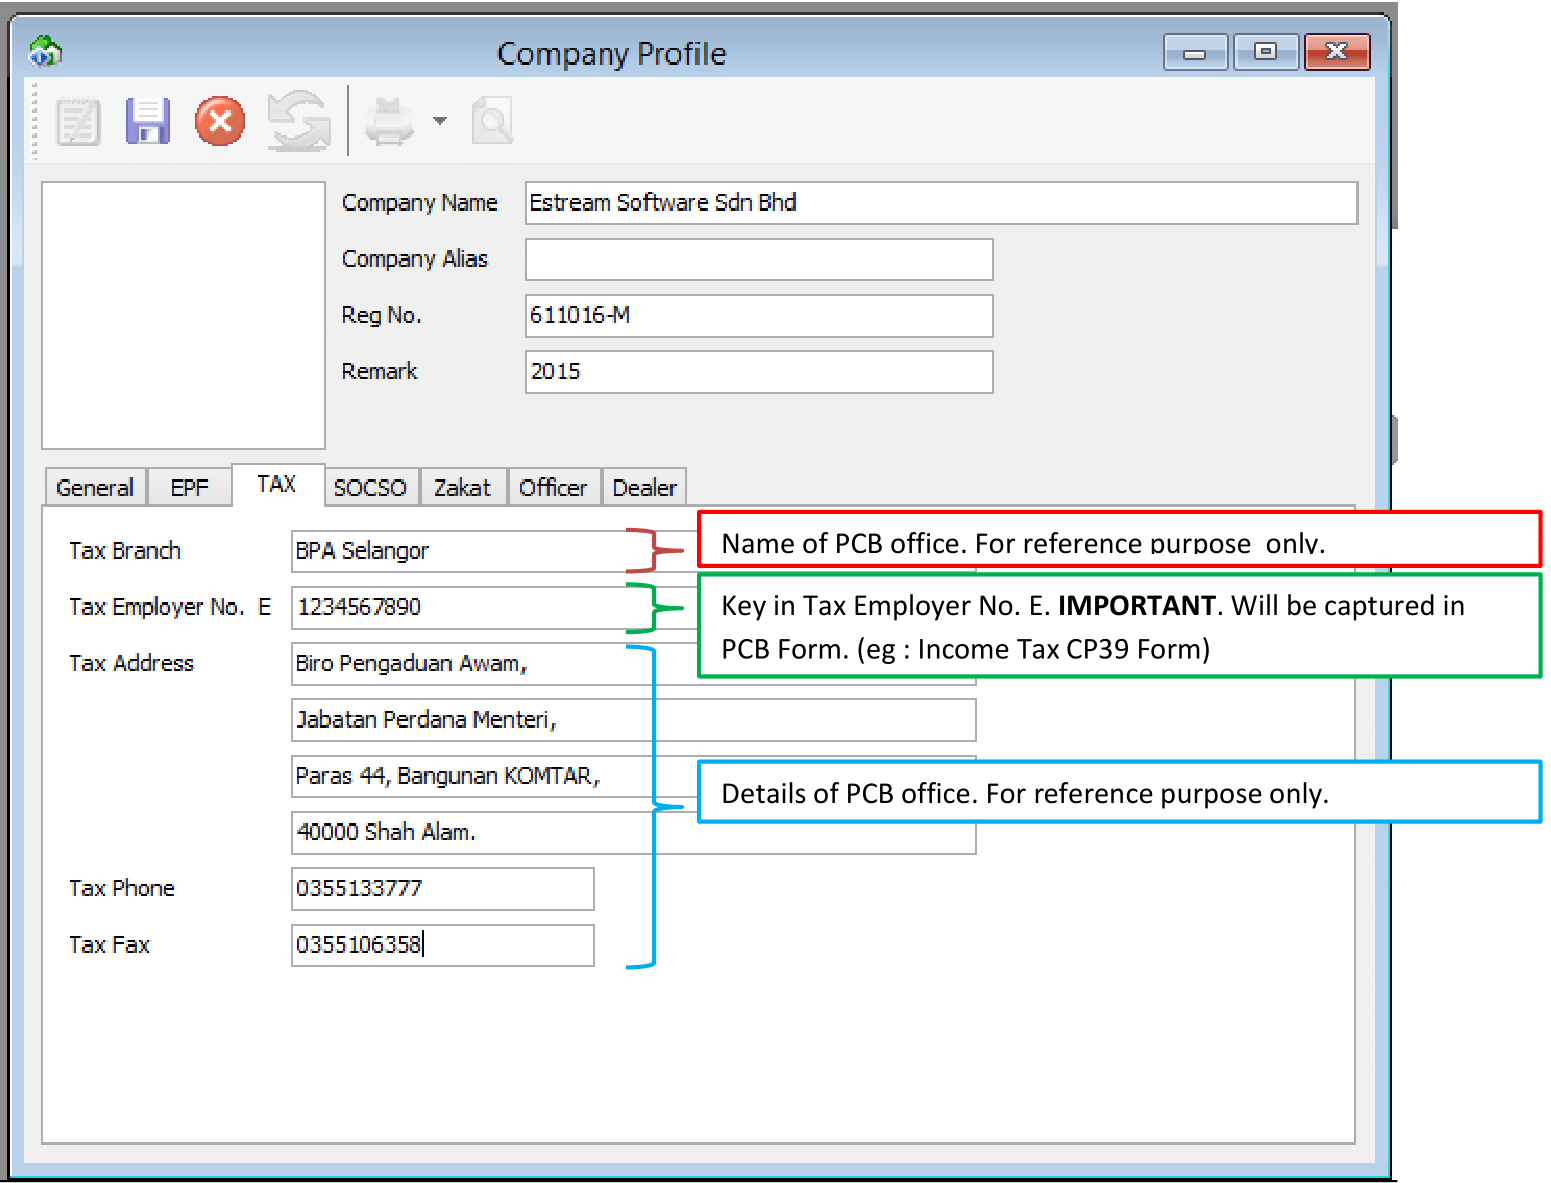 Company Profile
Company Name Estream Software Sdn Bhd
Company Alias
Reg No. 611016-M
Remark 2015
General EPF TAX SOCSO Zakat Officer Dealer
Tax Branch BPA Selangor
Name of PCB office. For reference purpose only.
Tax Employer No. E 1234567890
Key in Tax Employer No. E. IMPORTANT. Will be captured in
PCB Form. (eg : Income Tax CP39 Form)
Tax Address Biro Pengaduan Awam,
Jabatan Perdana Menteri,
Paras 44, Bangunan KOMTAR,
Details of PCB office. For reference purpose only.
40000 Shah Alam.
Tax Phone 0355133777
Tax Fax 0355106358